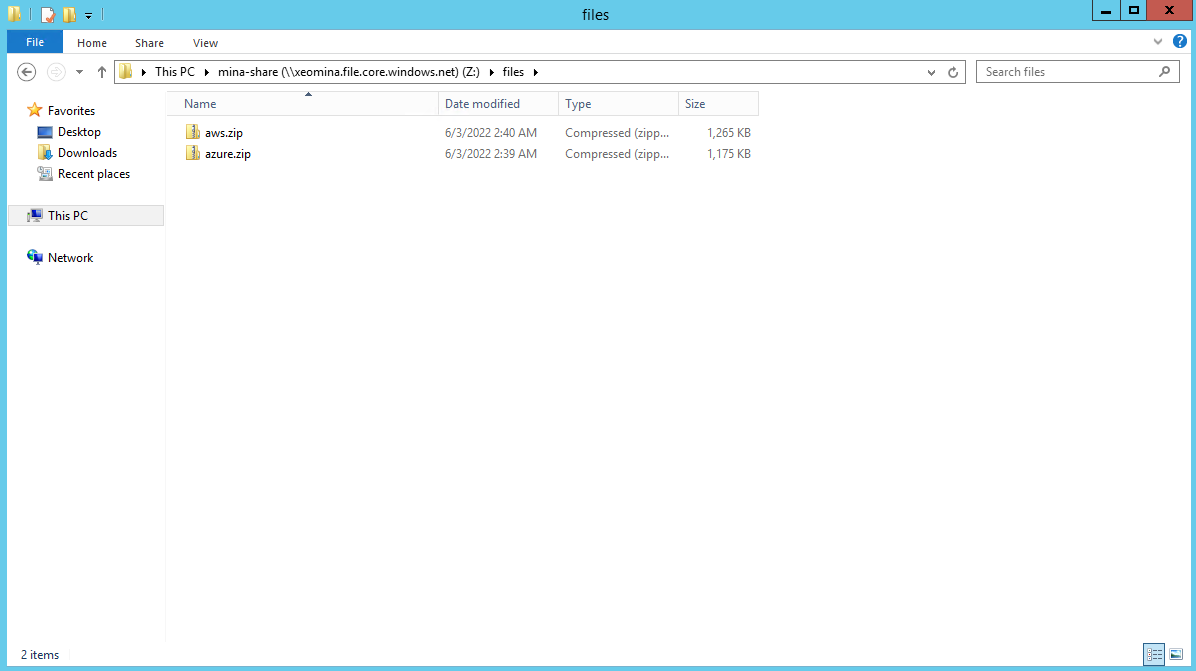 files
File Home Share View
This PC mina-share (\\xeomina.file.core.windows.net) (Z:) files
Search files
Favorites
Desktop
Downloads
Recent places
This PC
Network
Name Date modified Type Size
aws.zip 6/3/2022 2:40 AM Compressed (zipp... 1,265 KB
azure.zip 6/3/2022 2:39 AM Compressed (zipp... 1,175 KB
2 items